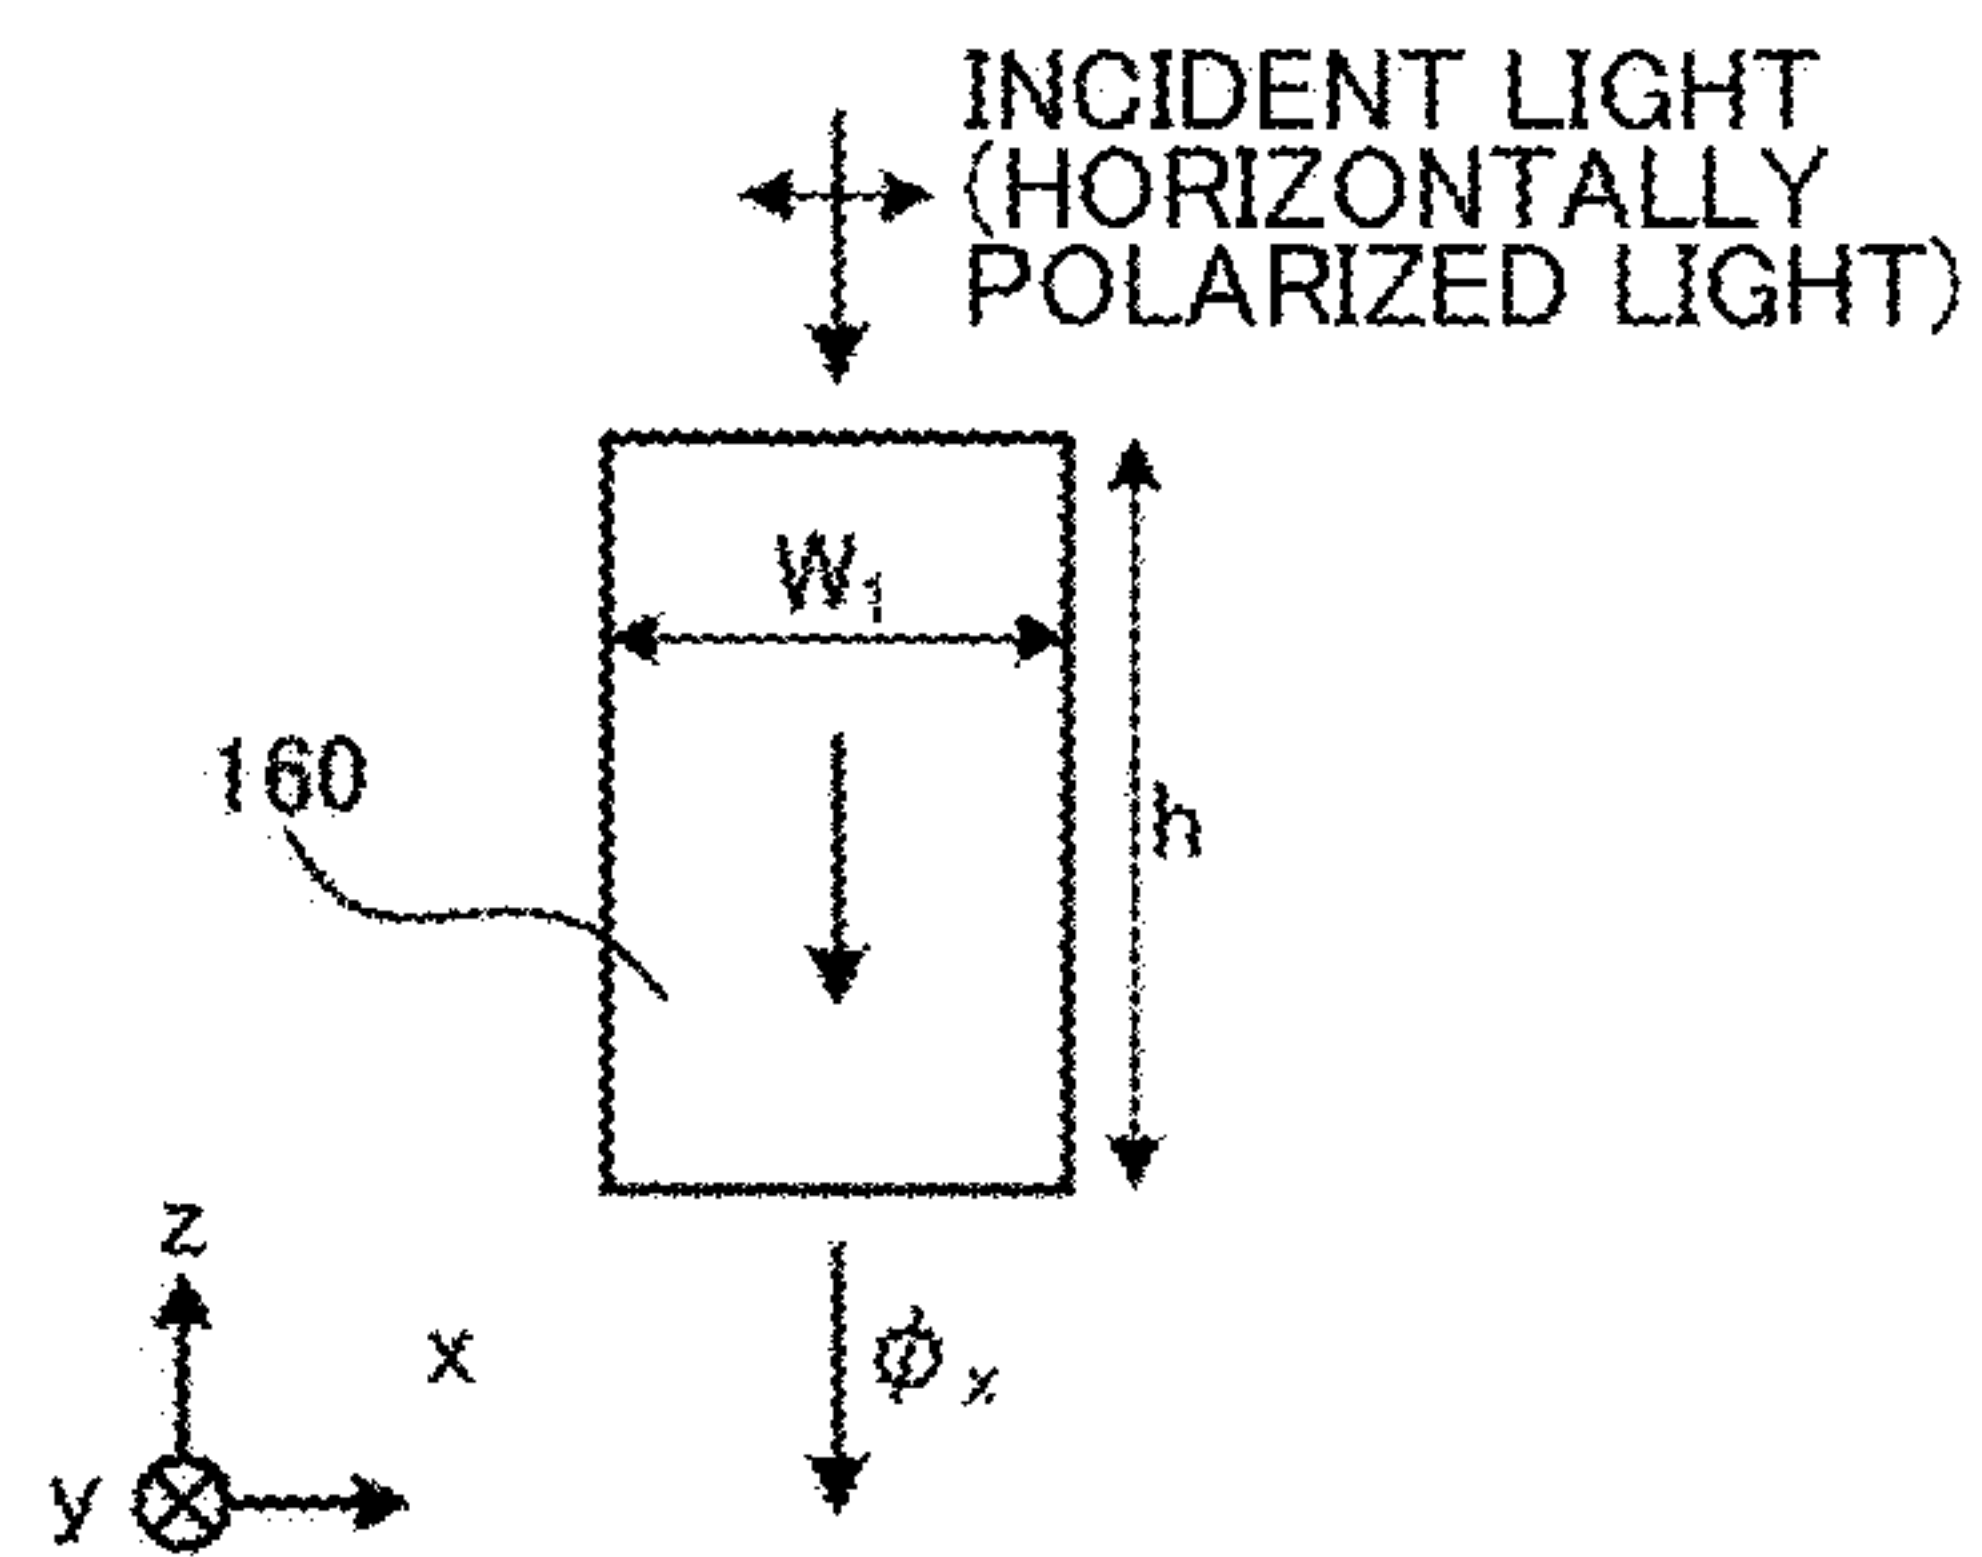 INCIDENT LIGHT
(HORIZONTALLY
POLARIZED LIGHT)
W₁
160
h
z
x
ϕₓ
y